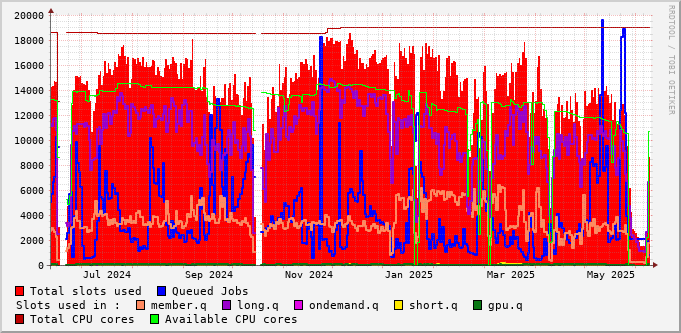 20000
18000
16000
14000
12000
10000
8000
6000
4000
2000
0
Jul 2024 Sep 2024 Nov 2024 Jan 2025 Mar 2025 May 2025
RRDTOOL / TOBI OETIKER
Total slots used Queued Jobs
Slots used in : member.q long.q ondemand.q short.q gpu.q
Total CPU cores Available CPU cores